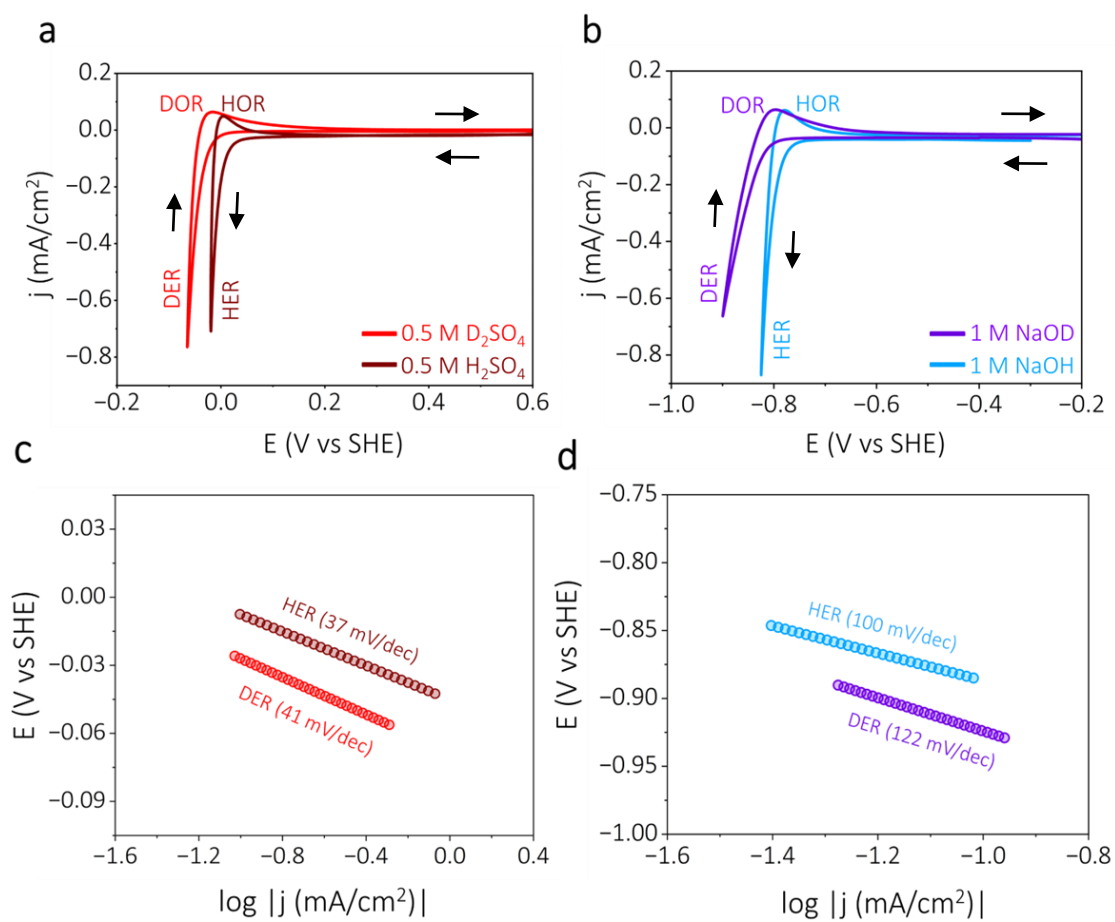 a
0.2
0.0
−0.2
−0.4
−0.6
−0.8
j (mA/cm²)
DOR
HOR
DER
HER
0.5 M D₂SO₄
0.5 M H₂SO₄
−0.2 0.0 0.2 0.4 0.6
E (V vs SHE)
b
0.2
0.0
−0.2
−0.4
−0.6
−0.8
j (mA/cm²)
DOR
HOR
DER
HER
1 M NaOD
1 M NaOH
−1.0 −0.8 −0.6 −0.4 −0.2
E (V vs SHE)
c
0.03
0.00
−0.03
−0.06
−0.09
E (V vs SHE)
HER (37 mV/dec)
DER (41 mV/dec)
−1.6 −1.2 −0.8 −0.4 0.0 0.4
log |j (mA/cm²)|
d
−0.75
−0.80
−0.85
−0.90
−0.95
−1.00
E (V vs SHE)
HER (100 mV/dec)
DER (122 mV/dec)
−1.6 −1.4 −1.2 −1.0 −0.8
log |j (mA/cm²)|